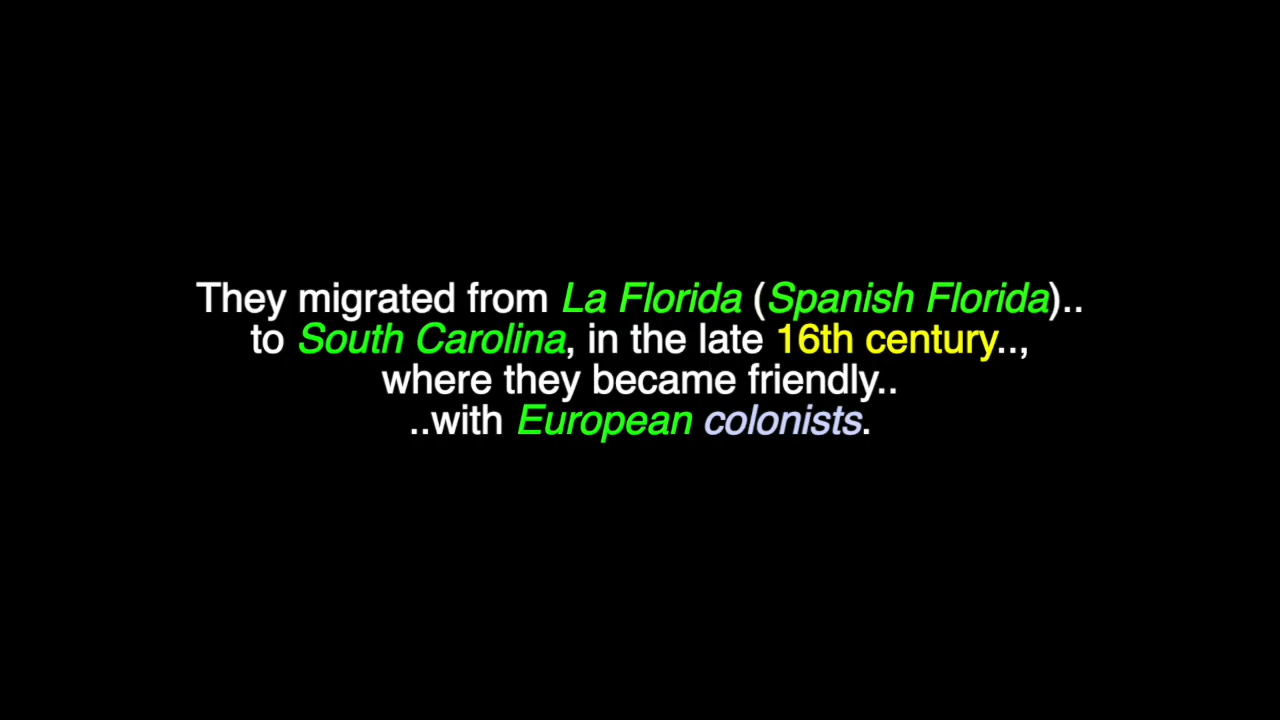 They migrated from La Florida (Spanish Florida)..
to South Carolina, in the late 16th century..,
where they became friendly..
..with European colonists.